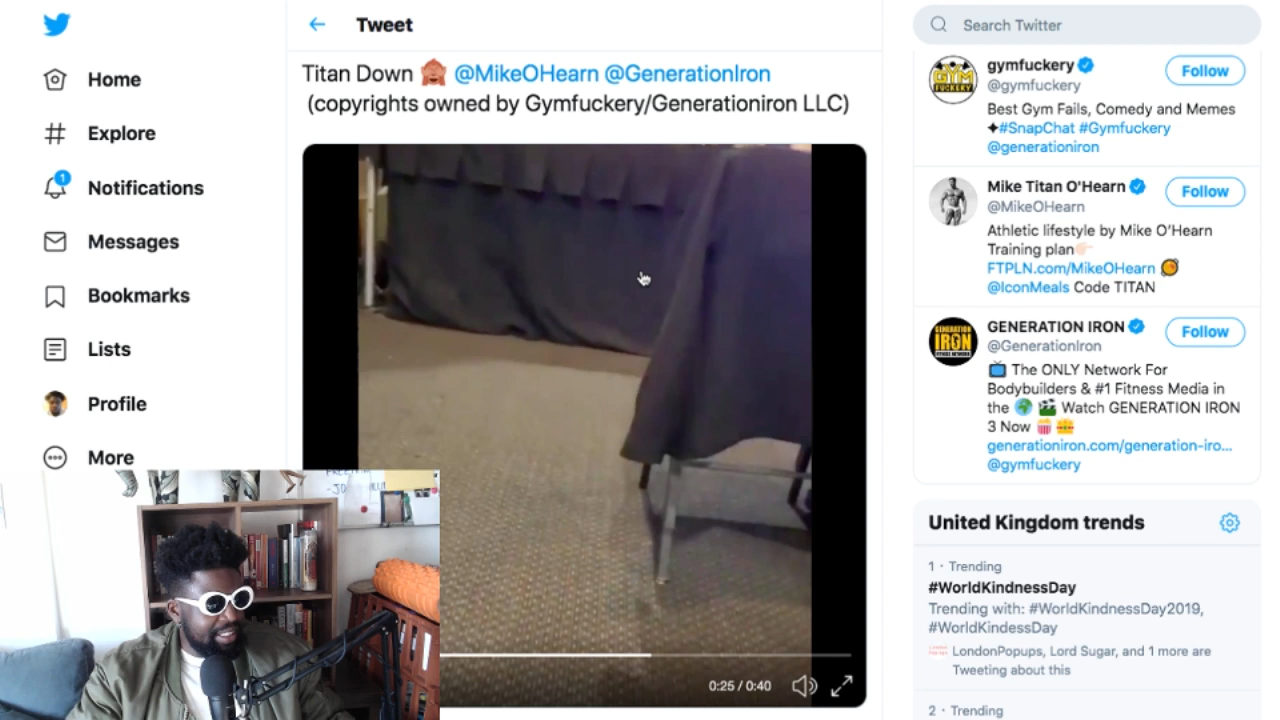 Home
Explore
1
Notifications
Messages
Bookmarks
Lists
Profile
More
Tweet
Titan Down 🙈 @MikeOHearn @GenerationIron
(copyrights owned by Gymfuckery/Generationiron LLC)
0:25 / 0:40
Search Twitter
GYM
FUCKERY
gymfuckery
@gymfuckery
Follow
Best Gym Fails, Comedy and Memes
✦#SnapChat #Gymfuckery
@generationiron
Mike Titan O'Hearn
@MikeOHearn
Follow
Athletic lifestyle by Mike O’Hearn
Training plan👉🏻
FTPLN.com/MikeOHearn 🥘
@IconMeals Code TITAN
GENERATION
IRON
GENERATION IRON
@GenerationIron
Follow
📺 The ONLY Network For
Bodybuilders & #1 Fitness Media in
the 🌍 🎬 Watch GENERATION IRON
3 Now 🍿 🍔
generationiron.com/generation-iro...
@gymfuckery
United Kingdom trends
1 · Trending
#WorldKindnessDay
Trending with: #WorldKindnessDay2019,
#WorldKindessDay
LondonPopups, Lord Sugar, and 1 more are
Tweeting about this
2 · Trending